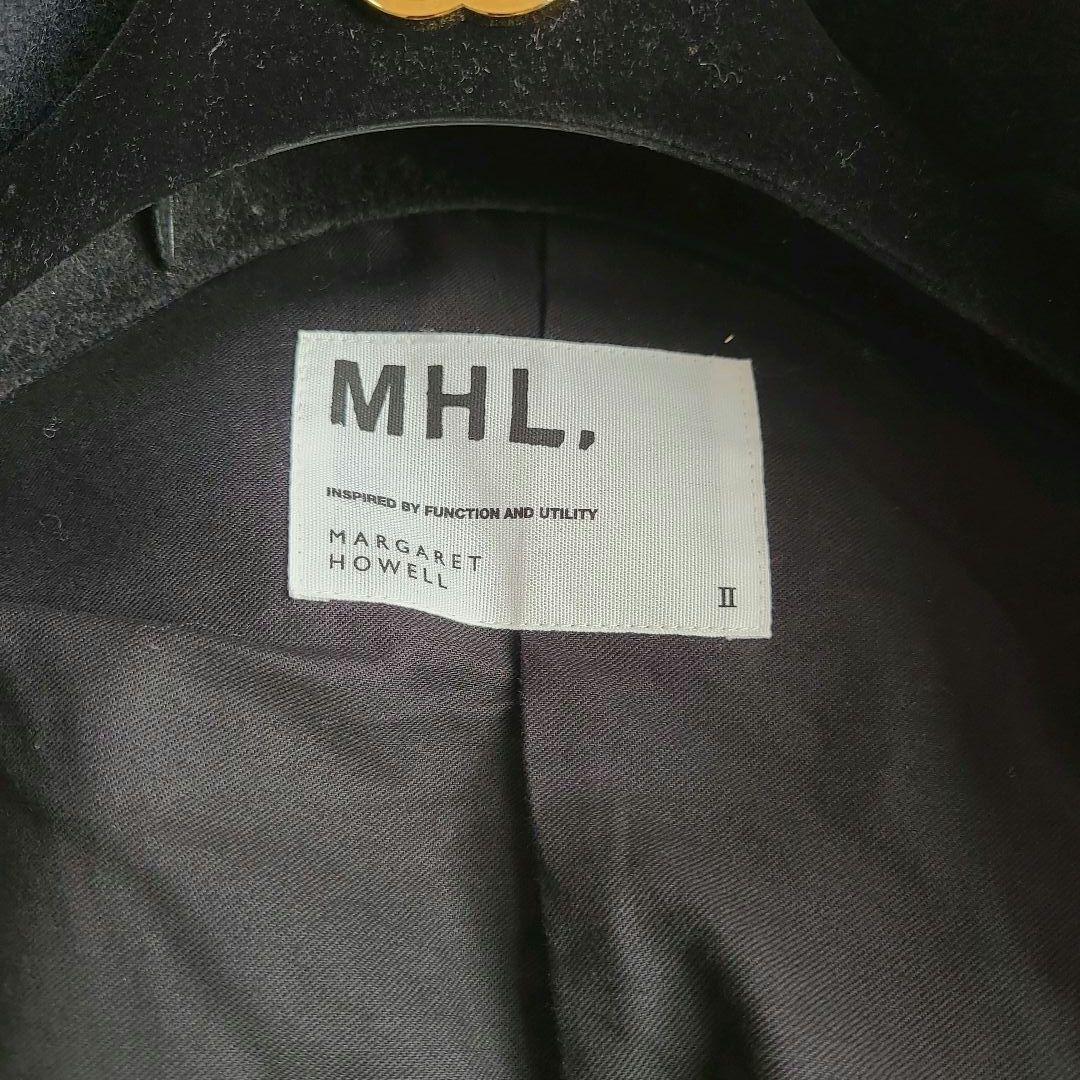 MHL.
INSPIRED BY FUNCTION AND UTILITY
MARGARET
HOWELL
II